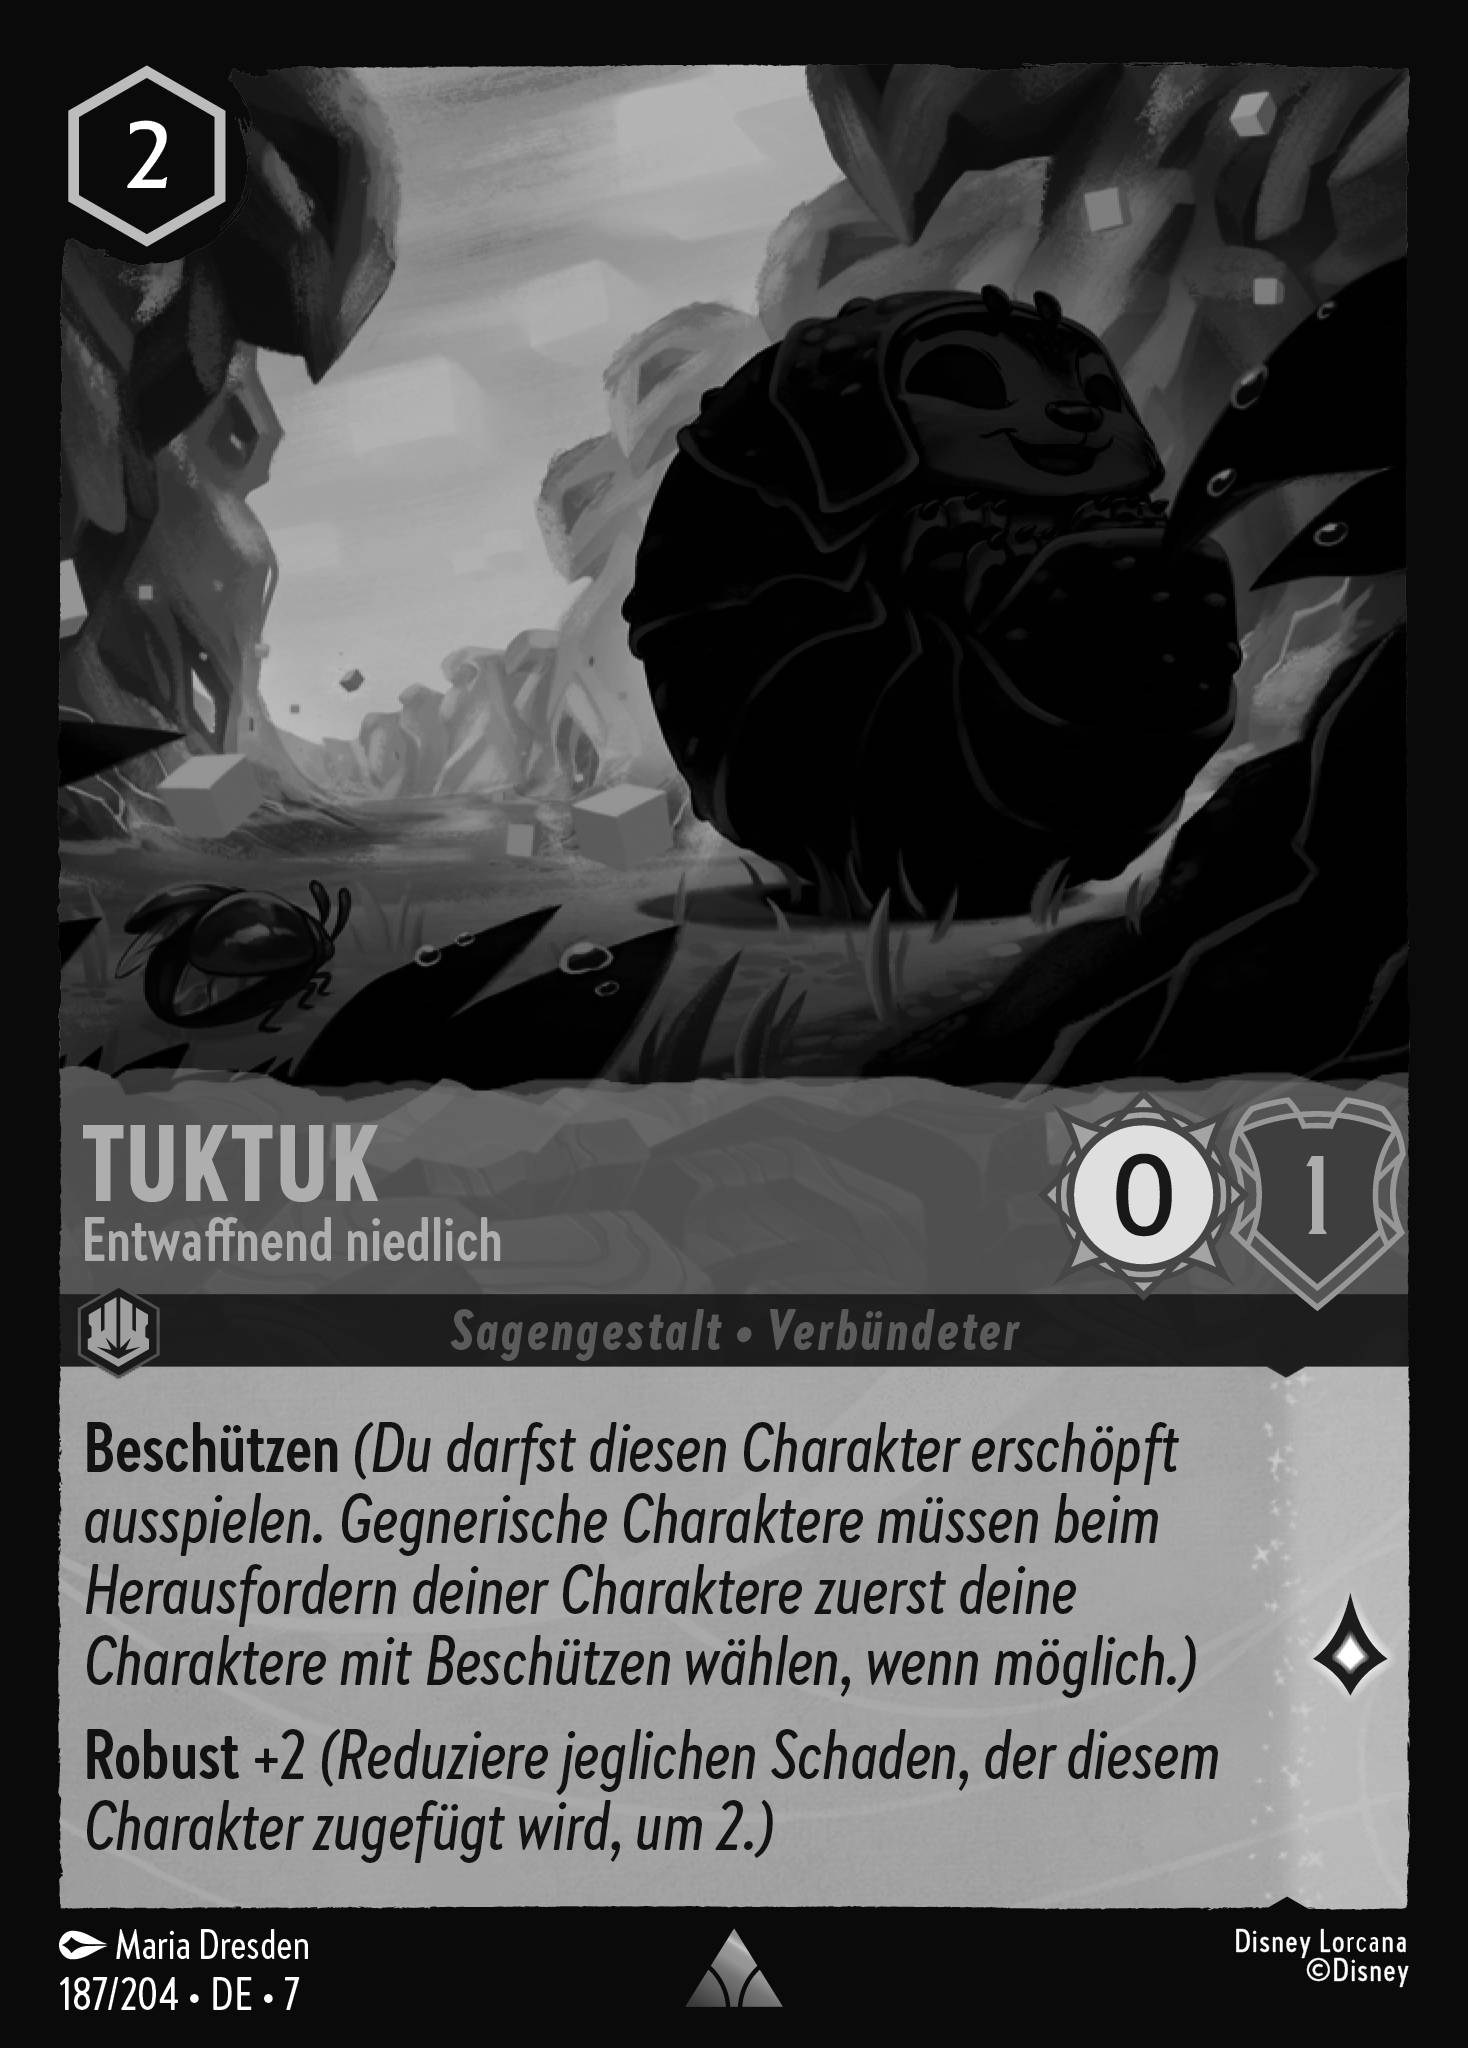 2
TUKTUK
Entwaffnend niedlich
0
1
Sagengestalt • Verbündeter
Beschützen (Du darfst diesen Charakter erschöpft
ausspielen. Gegnerische Charaktere müssen beim
Herausfordern deiner Charaktere zuerst deine
Charaktere mit Beschützen wählen, wenn möglich.)
Robust +2 (Reduziere jeglichen Schaden, der diesem
Charakter zugefügt wird, um 2.)
Maria Dresden
187/204 • DE • 7
Disney Lorcana
©Disney